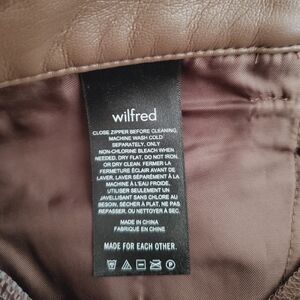 wilfred
CLOSE ZIPPER BEFORE CLEANING.
MACHINE WASH COLD
SEPARATELY. ONLY
NON-CHLORINE BLEACH WHEN
NEEDED. DRY FLAT. DO NOT IRON.
OR DRY CLEAN. FERMER LA
FERMETURE ÉCLAIR AVANT DE
LAVER. LAVER SÉPARÉMENT À LA
MACHINE À L'EAU FROIDE.
UTILISER SEULEMENT UN
JAVELLISANT SANS CHLORE AU
BESOIN. SÉCHER À PLAT. NE PAS
REPASSER. OU NETTOYER À SEC.
MADE IN CHINA
FABRIQUÉ EN CHINE
MADE FOR EACH OTHER.